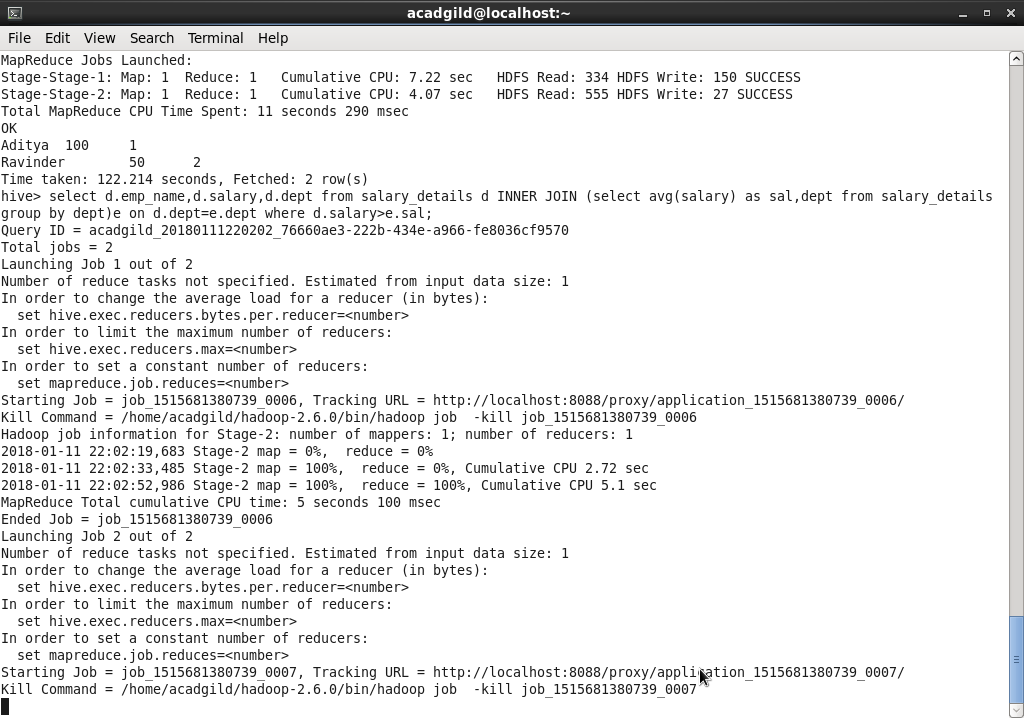 acadgild@localhost:~
File Edit View Search Terminal Help
MapReduce Jobs Launched:
Stage-Stage-1: Map: 1  Reduce: 1   Cumulative CPU: 7.22 sec   HDFS Read: 334 HDFS Write: 150 SUCCESS
Stage-Stage-2: Map: 1  Reduce: 1   Cumulative CPU: 4.07 sec   HDFS Read: 555 HDFS Write: 27 SUCCESS
Total MapReduce CPU Time Spent: 11 seconds 290 msec
OK
Aditya  100     1
Ravinder        50      2
Time taken: 122.214 seconds, Fetched: 2 row(s)
hive> select d.emp_name,d.salary,d.dept from salary_details d INNER JOIN (select avg(salary) as sal,dept from salary_details
group by dept)e on d.dept=e.dept where d.salary>e.sal;
Query ID = acadgild_20180111220202_76660ae3-222b-434e-a966-fe8036cf9570
Total jobs = 2
Launching Job 1 out of 2
Number of reduce tasks not specified. Estimated from input data size: 1
In order to change the average load for a reducer (in bytes):
  set hive.exec.reducers.bytes.per.reducer=<number>
In order to limit the maximum number of reducers:
  set hive.exec.reducers.max=<number>
In order to set a constant number of reducers:
  set mapreduce.job.reduces=<number>
Starting Job = job_1515681380739_0006, Tracking URL = http://localhost:8088/proxy/application_1515681380739_0006/
Kill Command = /home/acadgild/hadoop-2.6.0/bin/hadoop job  -kill job_1515681380739_0006
Hadoop job information for Stage-2: number of mappers: 1; number of reducers: 1
2018-01-11 22:02:19,683 Stage-2 map = 0%,  reduce = 0%
2018-01-11 22:02:33,485 Stage-2 map = 100%,  reduce = 0%, Cumulative CPU 2.72 sec
2018-01-11 22:02:52,986 Stage-2 map = 100%,  reduce = 100%, Cumulative CPU 5.1 sec
MapReduce Total cumulative CPU time: 5 seconds 100 msec
Ended Job = job_1515681380739_0006
Launching Job 2 out of 2
Number of reduce tasks not specified. Estimated from input data size: 1
In order to change the average load for a reducer (in bytes):
  set hive.exec.reducers.bytes.per.reducer=<number>
In order to limit the maximum number of reducers:
  set hive.exec.reducers.max=<number>
In order to set a constant number of reducers:
  set mapreduce.job.reduces=<number>
Starting Job = job_1515681380739_0007, Tracking URL = http://localhost:8088/proxy/application_1515681380739_0007/
Kill Command = /home/acadgild/hadoop-2.6.0/bin/hadoop job  -kill job_1515681380739_0007